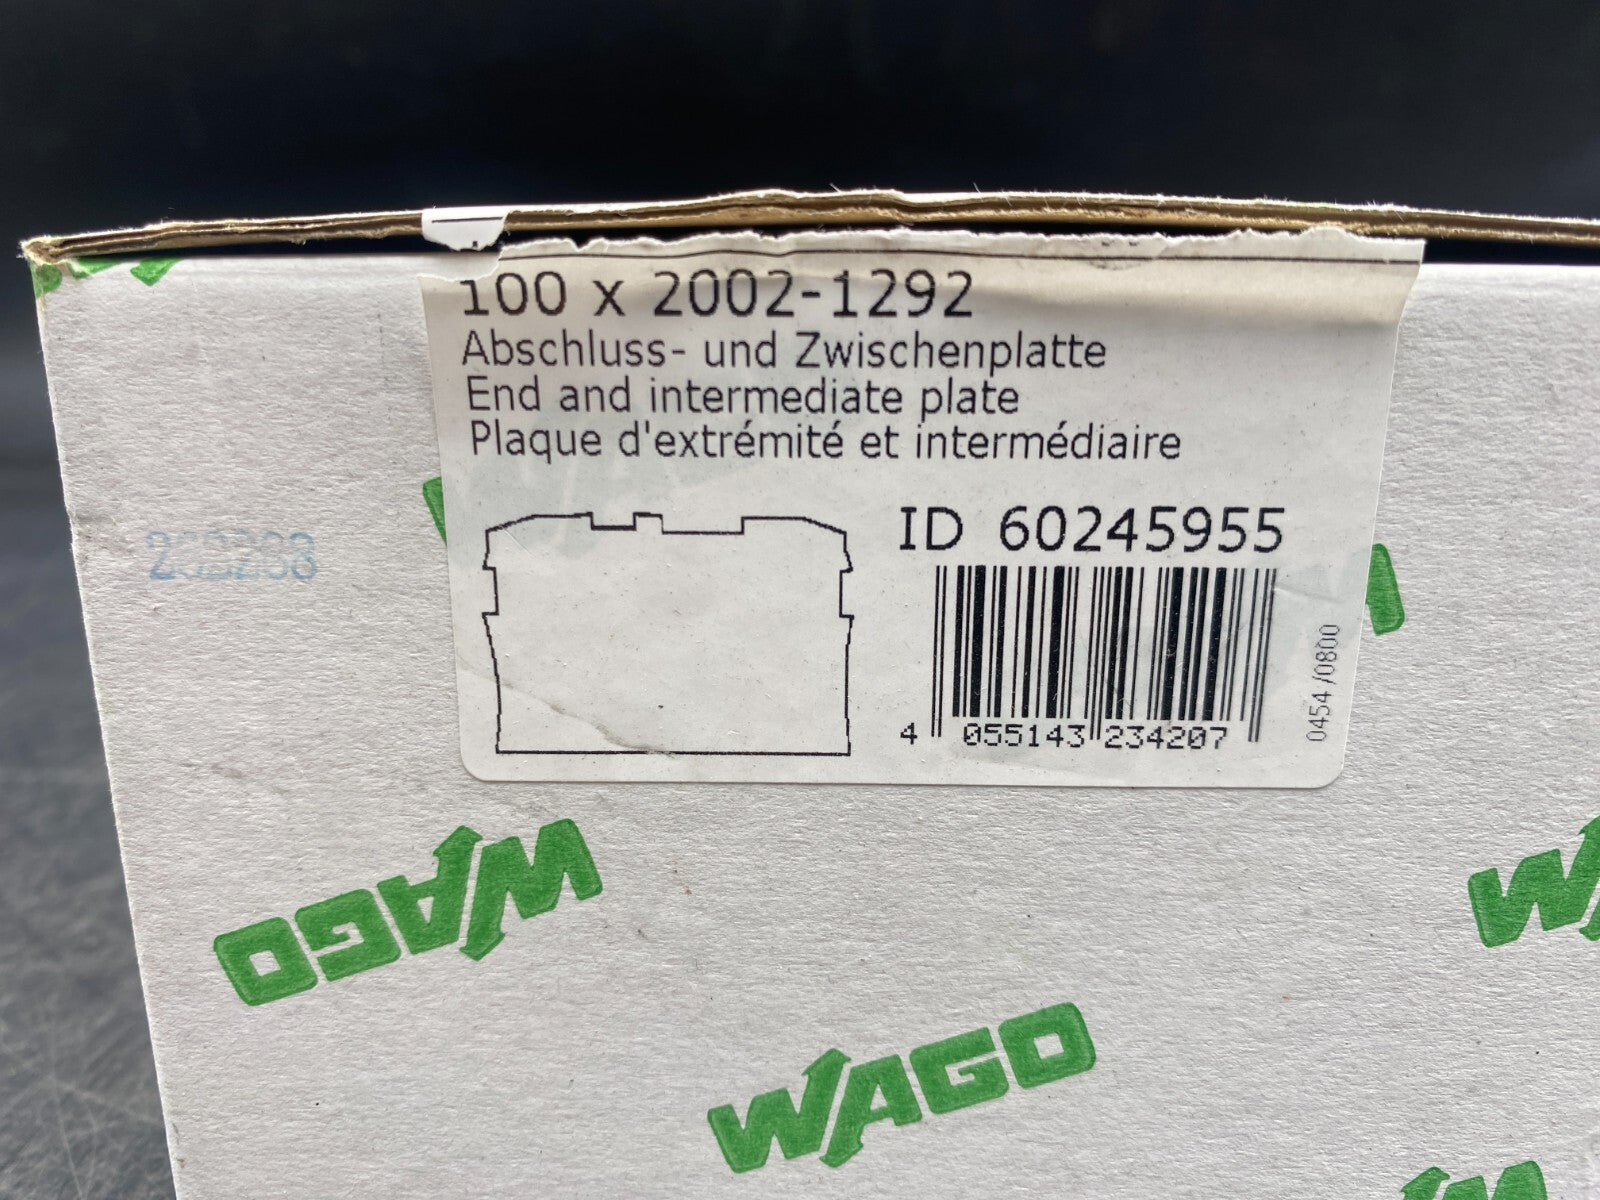 100 x 2002-1292
Abschluss- und Zwischenplatte
End and intermediate plate
Plaque d'extrémité et intermédiaire
ID 60245955
4 055143 234207
0454/0800
WAGO
WAGO